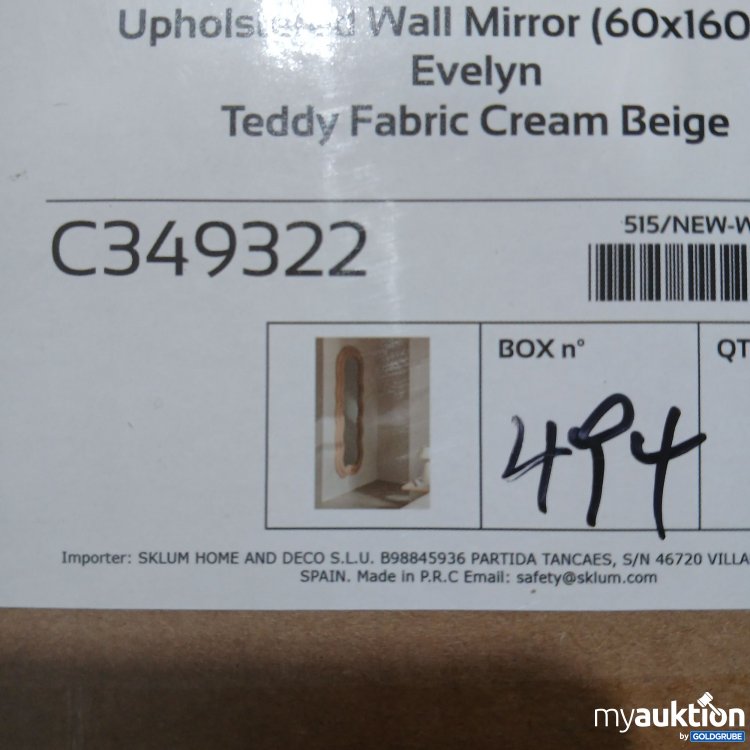 Upholstered Wall Mirror (60x160
Evelyn
Teddy Fabric Cream Beige
C349322
515/NEW-W
BOX n°
QT
494
Importer: SKLUM HOME AND DECO S.L.U. B98845936 PARTIDA TANCAES, S/N 46720 VILLA
SPAIN. Made in P.R.C Email: safety@sklum.com
myauktion
by GOLDGRUBE